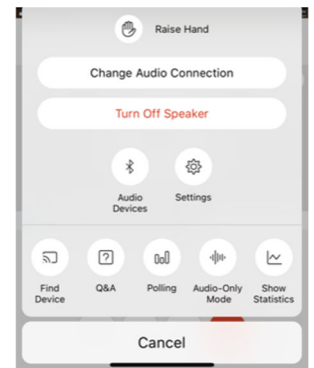 Raise Hand
Change Audio Connection
Turn Off Speaker
Audio
Devices
Settings
Find
Device
Q&A
Polling
Audio-Only
Mode
Show
Statistics
Cancel